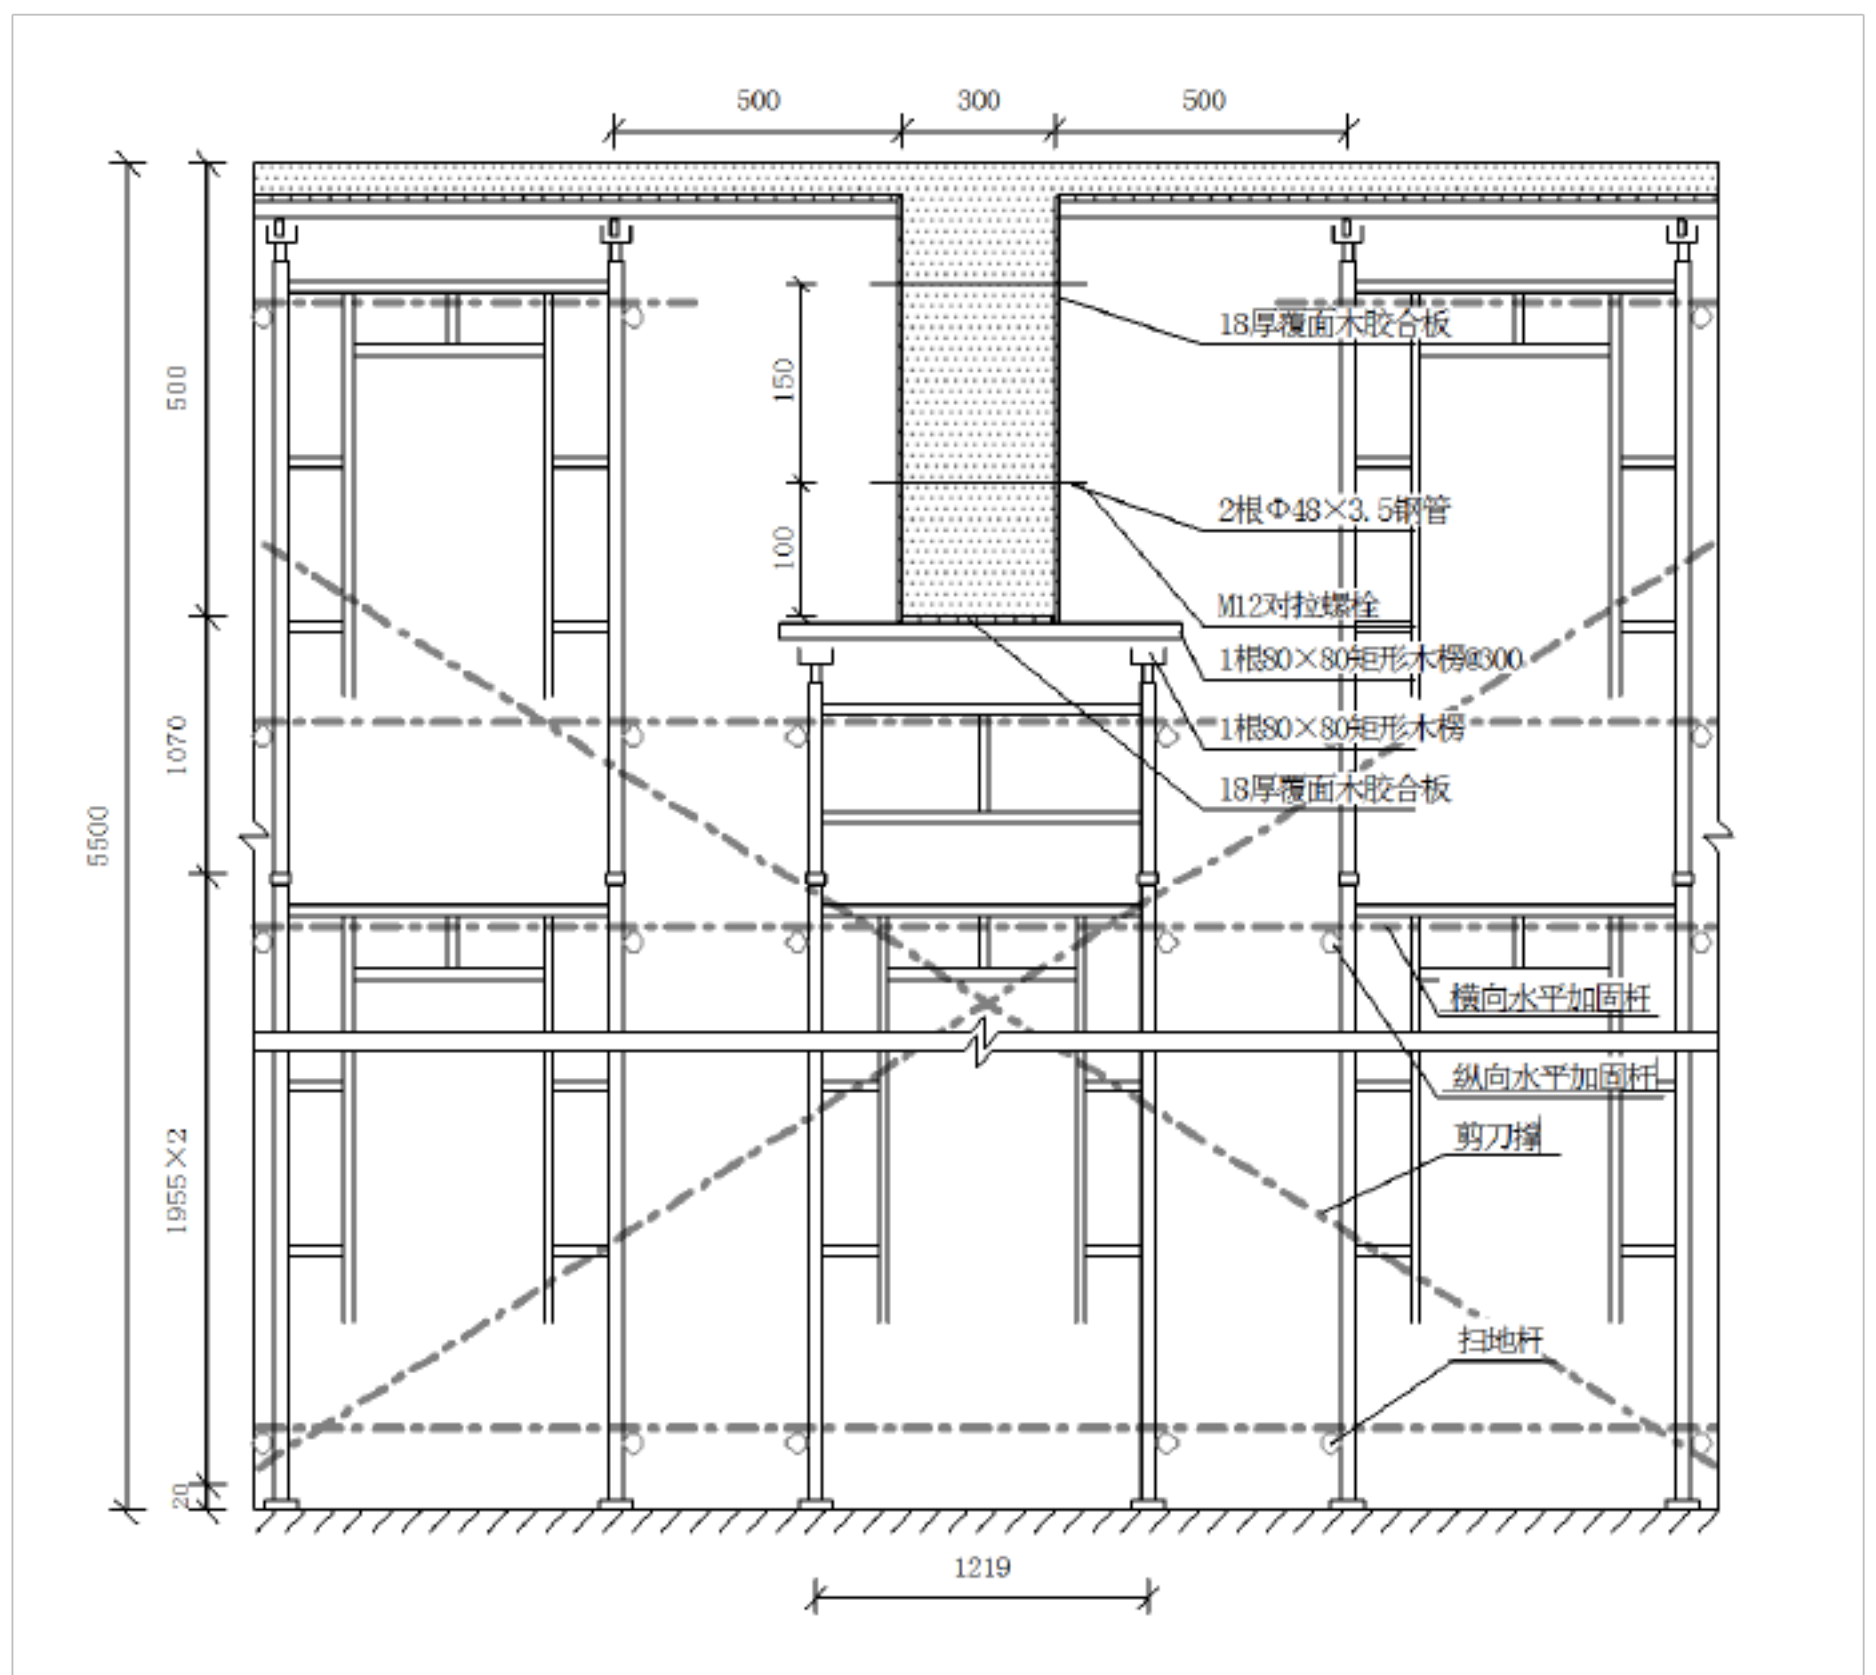 500 300 500
18厚覆面木胶合板
500
150
2根Φ48×3.5钢管
100
M12对拉螺栓
1根80×80矩形木楞@300
1根80×80矩形木楞
1070
18厚覆面木胶合板
5500
横向水平加固杆
纵向水平加固杆
剪刀撑
1955×2
扫地杆
20
1219